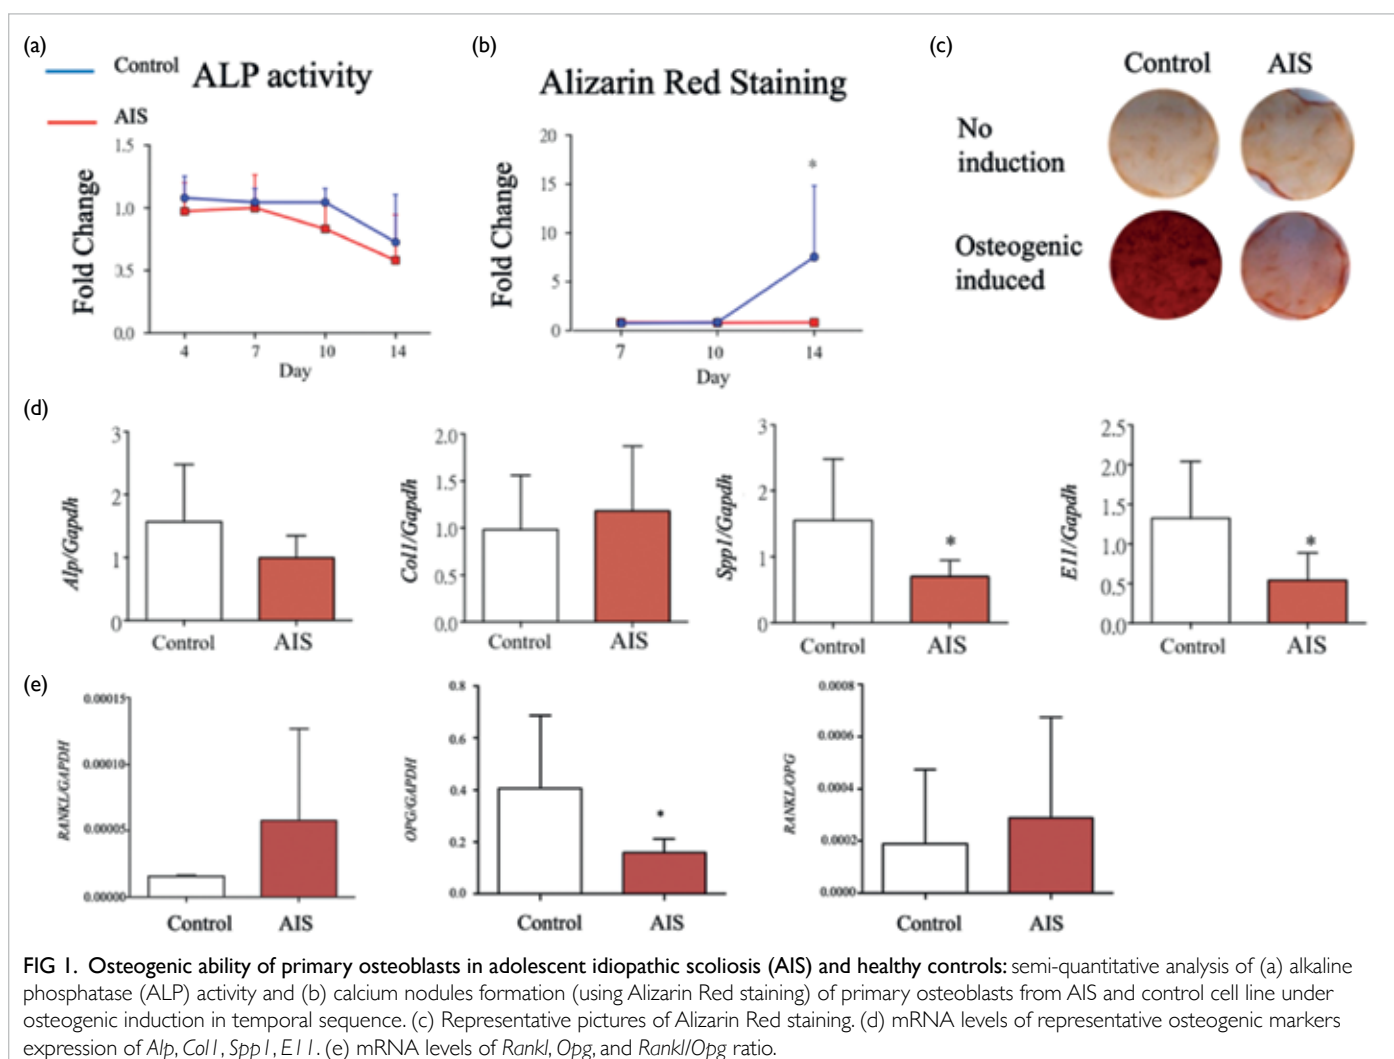 (a)
Control
ALP activity
AIS
Fold Change
1.5
1.0
3.5
0.0
4 7 10 14
Day
(b)
Alizarin Red Staining
Fold Change
20
15
10
5
0
*
7 10 14
Day
(c)
Control AIS
No
induction
Osteogenic
induced
(d)
Alp/Gapdh
3
2
1
0
Control AIS
Col1/Gapdh
2.0
1.5
1.0
0.5
0.0
Control AIS
Spp1/Gapdh
3
2
1
0
*
Control AIS
E11/Gapdh
2.5
2.0
1.5
1.0
0.5
0.0
*
Control AIS
(e)
RANKL/GAPDH
0.00015
0.00010
0.00005
0.00000
Control AIS
OPG/GAPDH
0.8
0.6
0.4
0.2
0.0
*
Control AIS
RANKL/OPG
0.0008
0.0006
0.0004
0.0002
0.0000
Control AIS
FIG 1. Osteogenic ability of primary osteoblasts in adolescent idiopathic scoliosis (AIS) and healthy controls: semi-quantitative analysis of (a) alkaline
phosphatase (ALP) activity and (b) calcium nodules formation (using Alizarin Red staining) of primary osteoblasts from AIS and control cell line under
osteogenic induction in temporal sequence. (c) Representative pictures of Alizarin Red staining. (d) mRNA levels of representative osteogenic markers
expression of Alp, Col1, Spp1, E11. (e) mRNA levels of Rankl, Opg, and Rankl/Opg ratio.